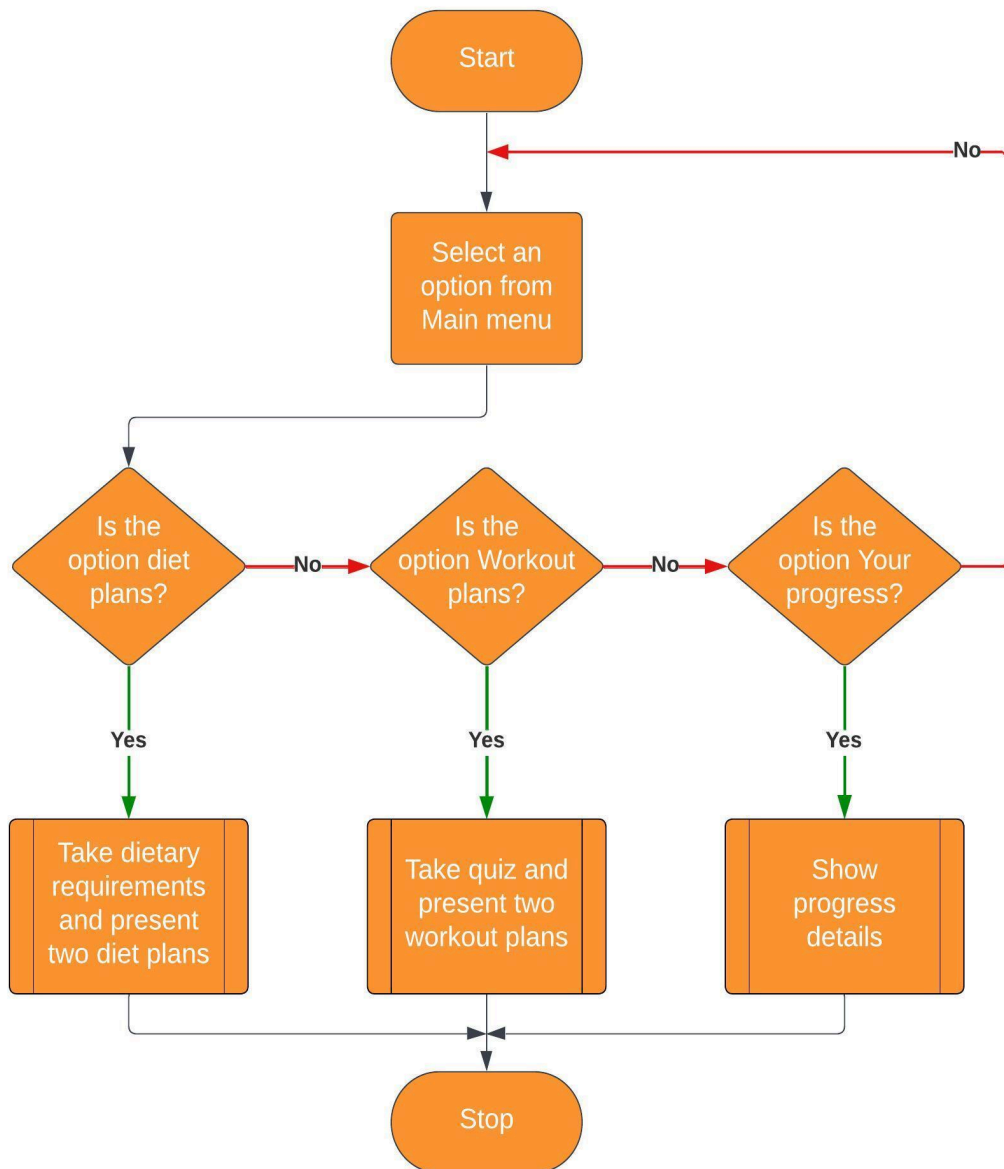 Start
No
Select an
option from
Main menu
Is the
option diet
plans?
No
Is the
option Workout
plans?
No
Is the
option Your
progress?
Yes
Yes
Yes
Take dietary
requirements
and present
two diet plans
Take quiz and
present two
workout plans
Show
progress
details
Stop